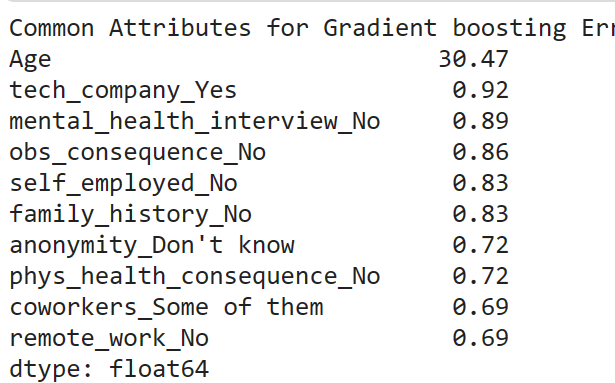 Common Attributes for Gradient boosting
Age 30.47
tech_company_Yes 0.92
mental_health_interview_No 0.89
obs_consequence_No 0.86
self_employed_No 0.83
family_history_No 0.83
anonymity_Don't know 0.72
phys_health_consequence_No 0.72
coworkers_Some of them 0.69
remote_work_No 0.69
dtype: float64